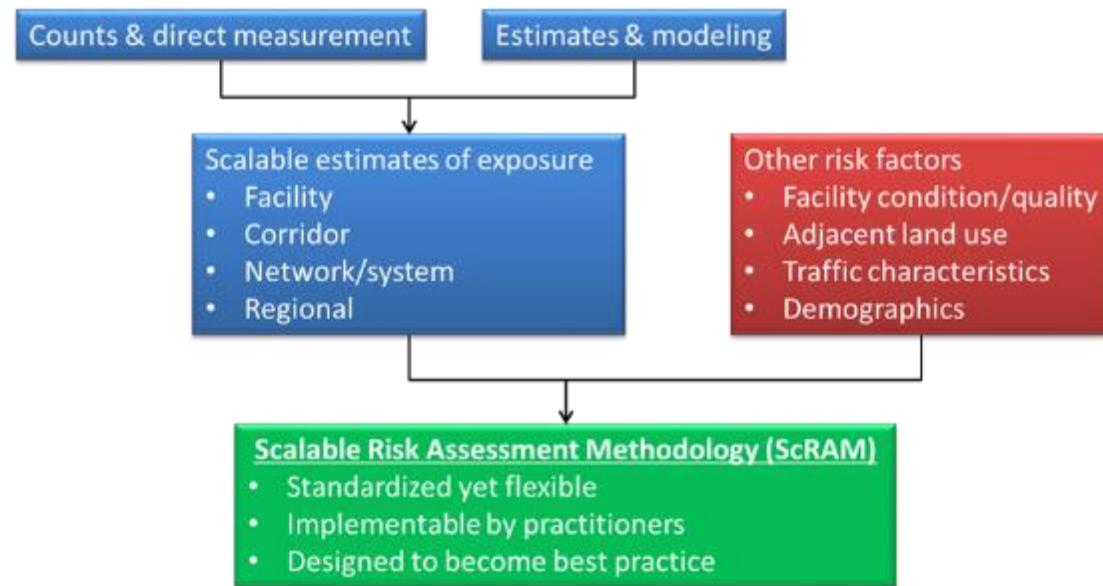 Counts & direct measurement
Estimates & modeling
Scalable estimates of exposure
• Facility
• Corridor
• Network/system
• Regional
Other risk factors
• Facility condition/quality
• Adjacent land use
• Traffic characteristics
• Demographics
Scalable Risk Assessment Methodology (ScRAM)
• Standardized yet flexible
• Implementable by practitioners
• Designed to become best practice